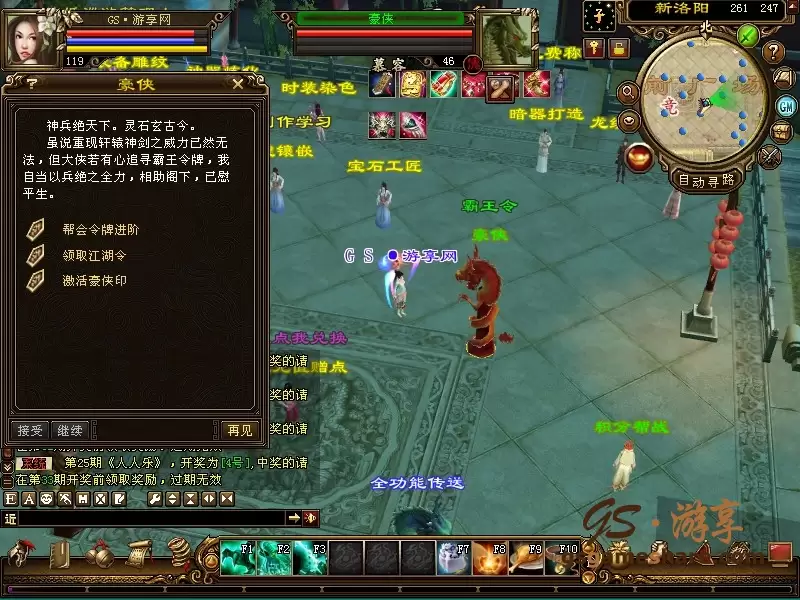 GS·游享网
119
豪侠
慕容
46
新洛阳
261 247
北
GM
自动寻路
?
豪侠
神兵绝天下。灵石玄古今。
虽说重现轩辕神剑之威力已然无
法，但大侠若有心追寻霸王令牌，我
自当以兵绝之全力，相助阁下，已慰
平生。
帮会令牌进阶
领取江湖令
激活豪侠印
接受
继续
再见
时装染色
暗器打造
宝石工匠
霸王令
豪侠
GS
游享网
点我兑换
积分帮战
全功能传送
奖的请
奖的请
奖的请
第25期《人人乐》，开奖为[4号],中奖的请
在第33期开奖前领取奖励，过期无效
近
F1
F2
F3
F7
F8
F9
F10
GS·游享